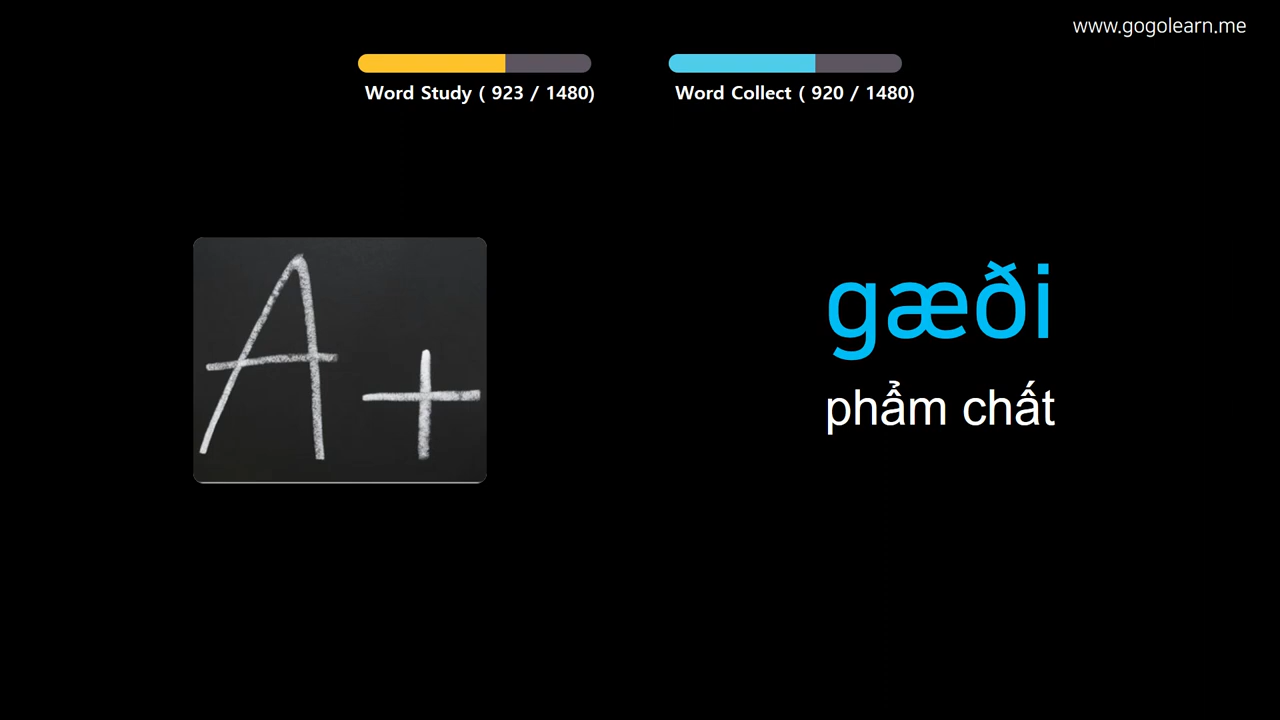 www.gogolearn.me
Word Study ( 923 / 1480)
Word Collect ( 920 / 1480)
A+
gæði
phẩm chất